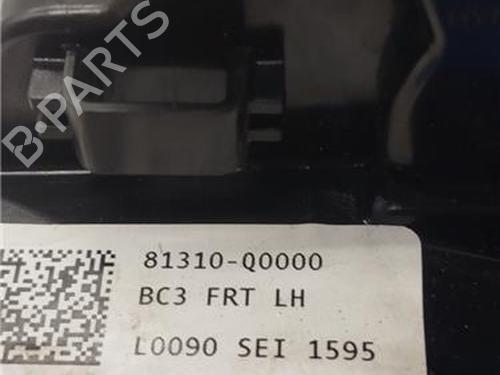 B-PARTS
81310-Q0000
BC3 FRT LH
L0090 SEI 1595